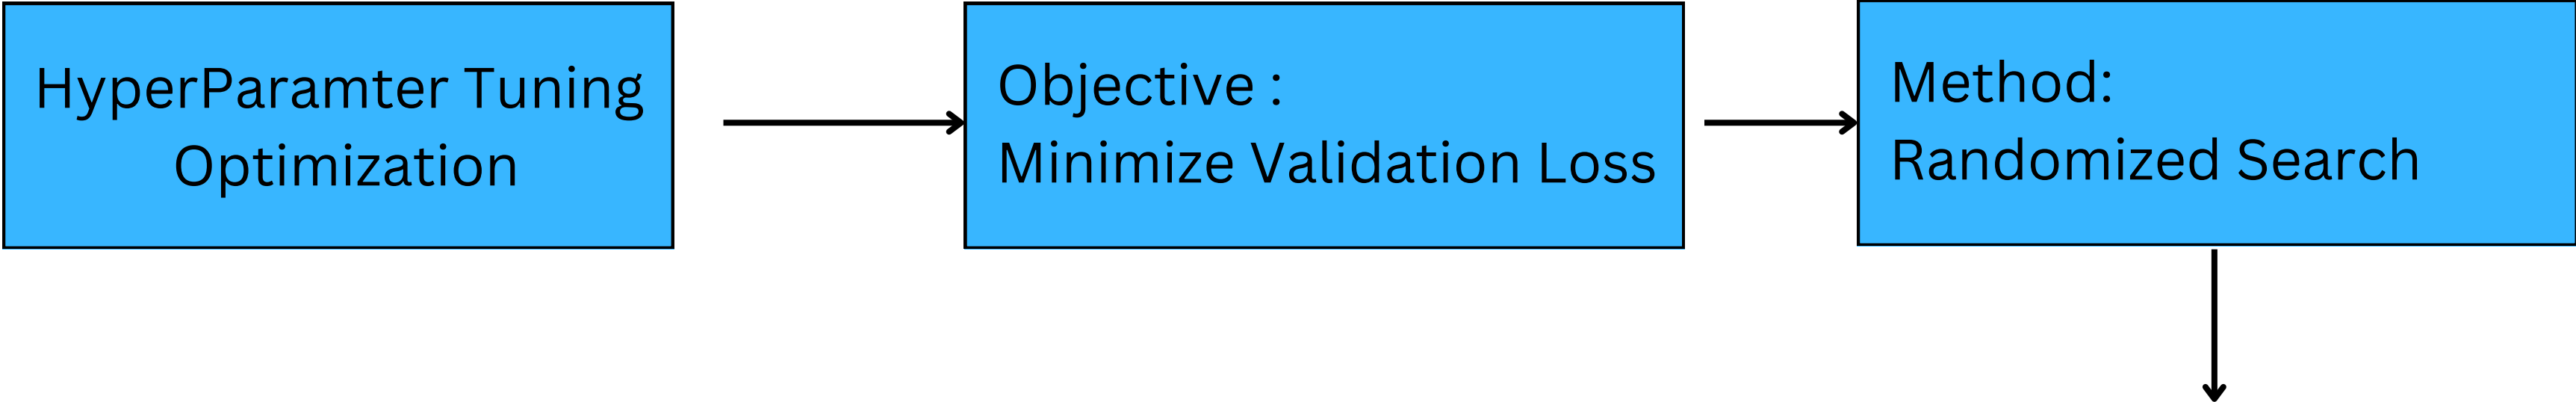 HyperParamter Tuning
Optimization
Objective :
Minimize Validation Loss
Method:
Randomized Search